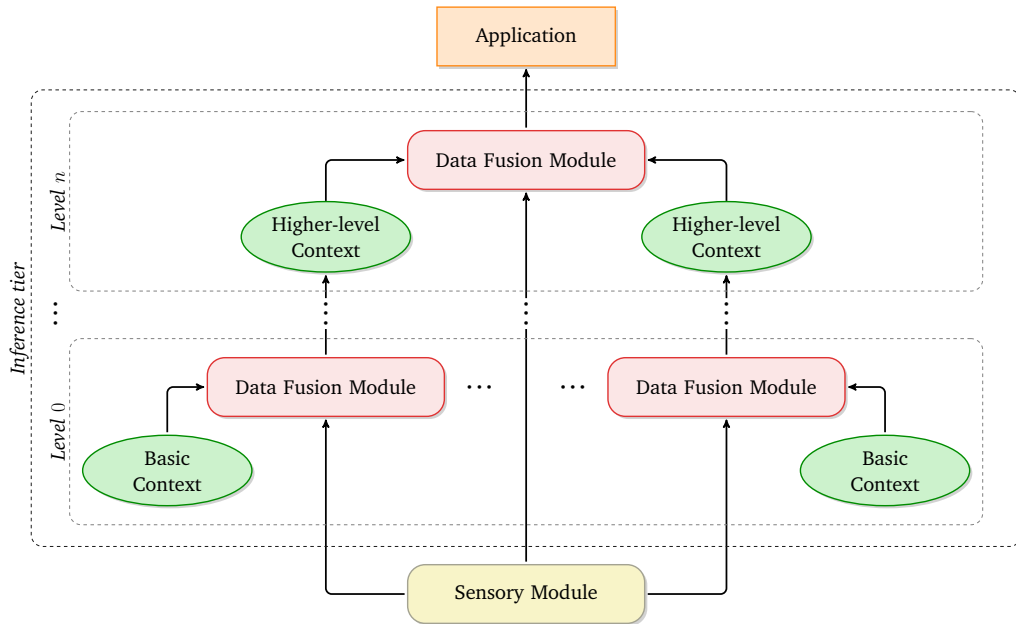 Application
Inference tier
Level n
Data Fusion Module
Higher-level
Context
Higher-level
Context
...
Level 0
Data Fusion Module
...
...
Data Fusion Module
Basic
Context
Basic
Context
Sensory Module